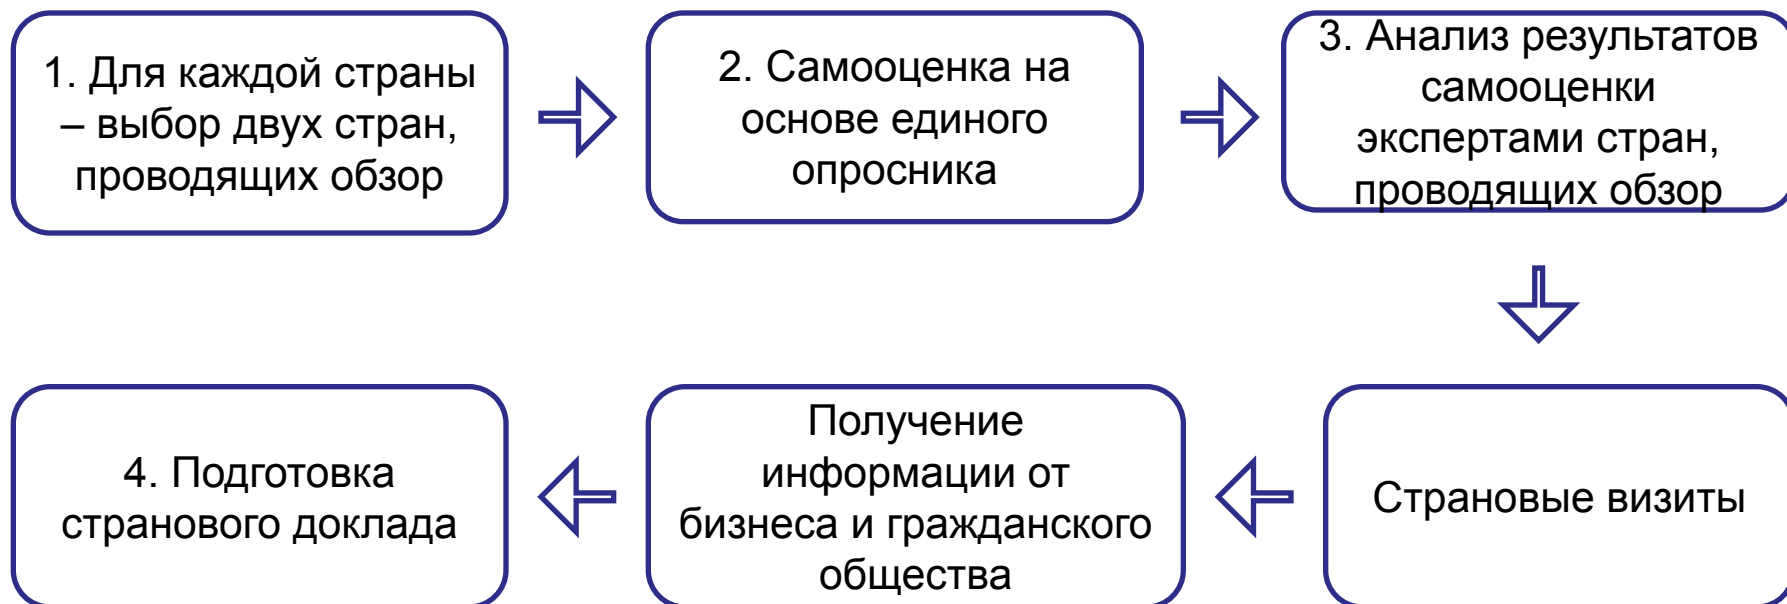 1. Для каждой страны
– выбор двух стран,
проводящих обзор
2. Самооценка на
основе единого
опросника
3. Анализ результатов
самооценки
экспертами стран,
проводящих обзор
Страновые визиты
Получение
информации от
бизнеса и гражданского
общества
4. Подготовка
странового доклада